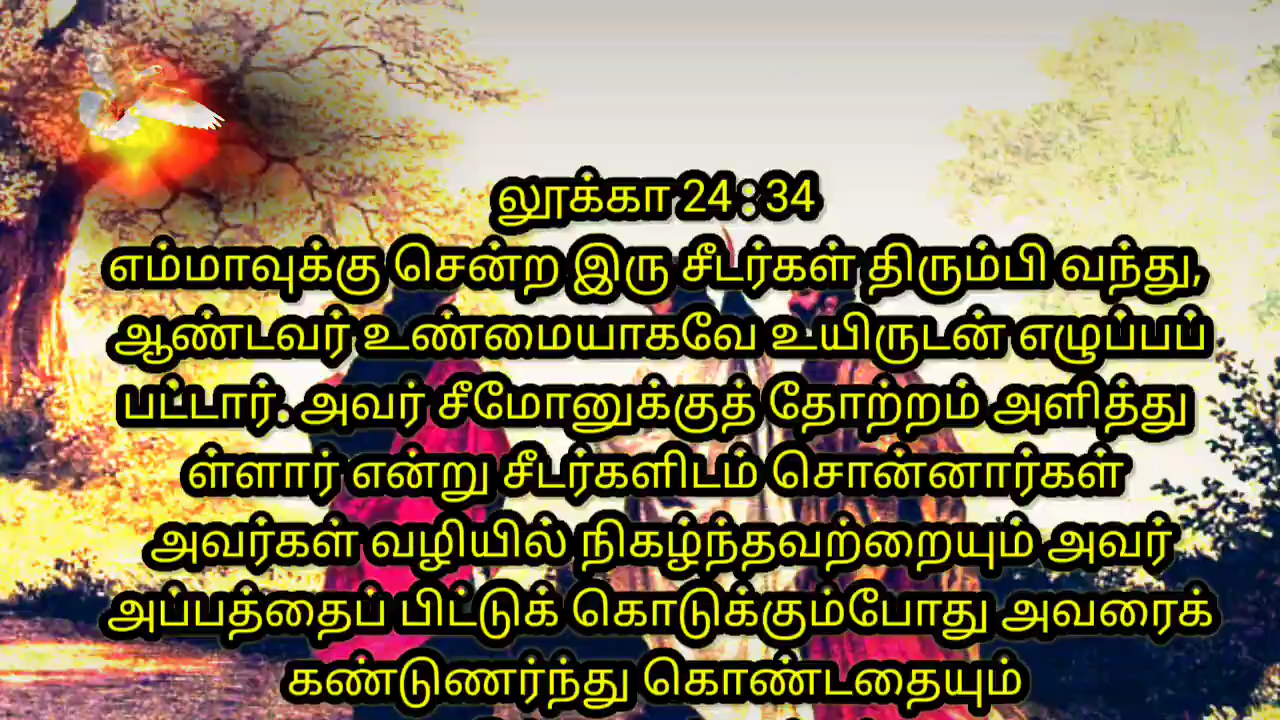 லூக்கா 24 : 34
எம்மாவுக்கு சென்ற இரு சீடர்கள் திரும்பி வந்து,
ஆண்டவர் உண்மையாகவே உயிருடன் எழுப்பப்
பட்டார். அவர் சீமோனுக்குத் தோற்றம் அளித்து
ள்ளார் என்று சீடர்களிடம் சொன்னார்கள்
அவர்கள் வழியில் நிகழ்ந்தவற்றையும் அவர்
அப்பத்தைப் பிட்டுக் கொடுக்கும்போது அவரைக்
கண்டுணர்ந்து கொண்டதையும்